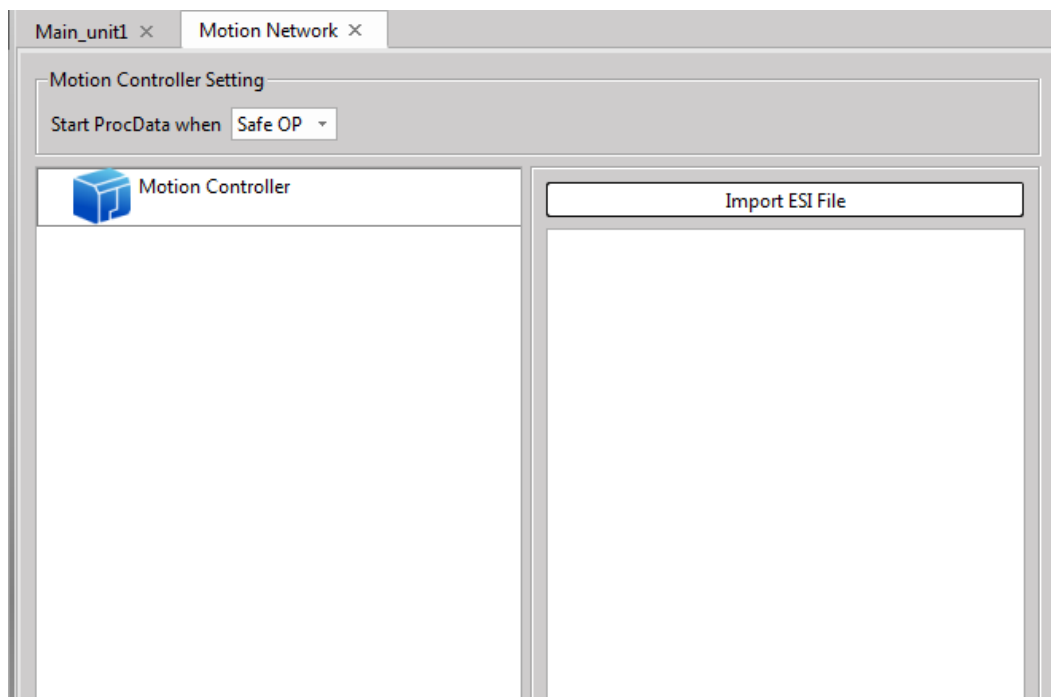 Main_unit1 × Motion Network ×
Motion Controller Setting
Start ProcData when Safe OP
Motion Controller
Import ESI File